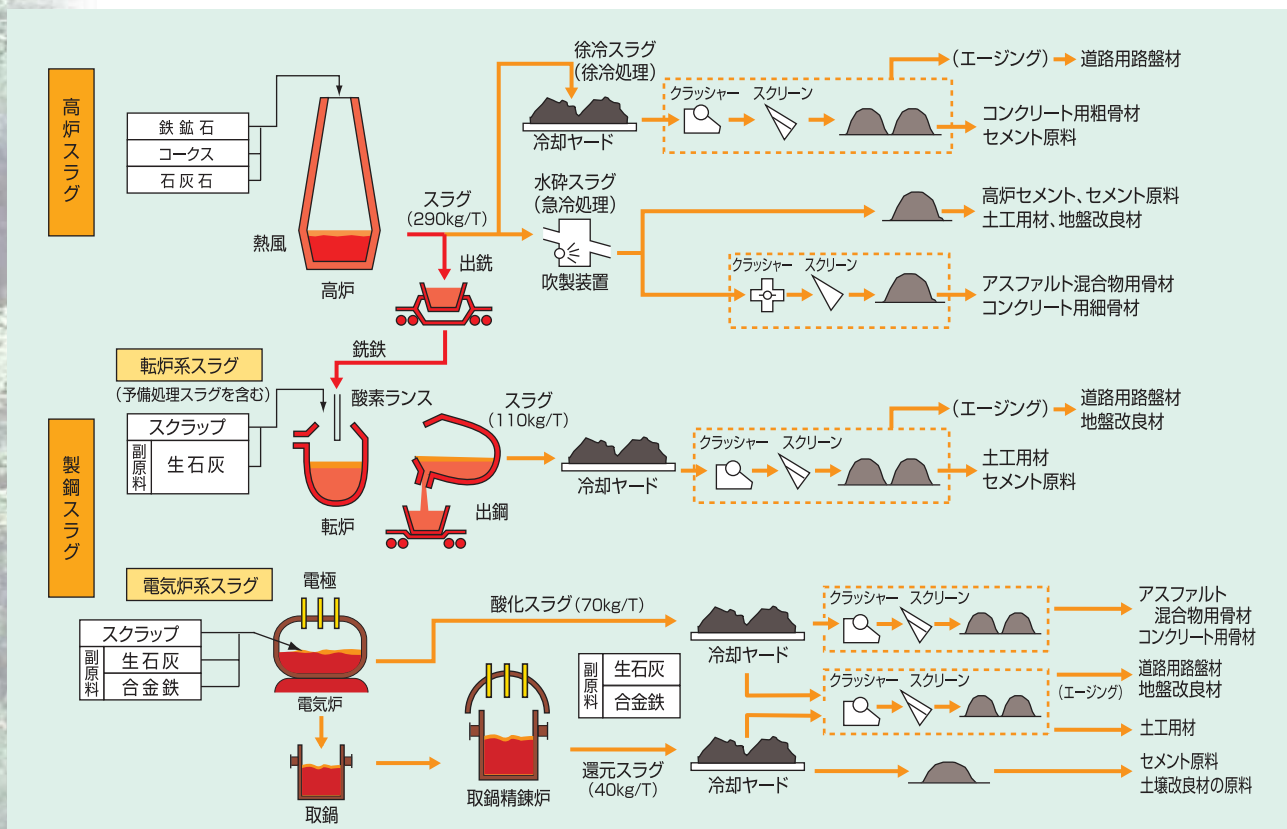 高炉スラグ
鉄鉱石
コークス
石灰石
熱風
高炉
スラグ
(290kg/T)
出銑
徐冷スラグ
(徐冷処理)
冷却ヤード
クラッシャー
スクリーン
(エージング)
道路用路盤材
コンクリート用粗骨材
セメント原料
水砕スラグ
(急冷処理)
吹製装置
高炉セメント、セメント原料
土工用材、地盤改良材
クラッシャー
スクリーン
アスファルト混合物用骨材
コンクリート用細骨材
銑鉄
製鋼スラグ
転炉系スラグ
(予備処理スラグを含む)
スクラップ
副原料
生石灰
酸素ランス
転炉
スラグ
(110kg/T)
出鋼
冷却ヤード
クラッシャー
スクリーン
(エージング)
道路用路盤材
地盤改良材
土工用材
セメント原料
電気炉系スラグ
電極
スクラップ
副原料
生石灰
合金鉄
電気炉
取鍋
取鍋精錬炉
副原料
生石灰
合金鉄
酸化スラグ(70kg/T)
冷却ヤード
クラッシャー
スクリーン
アスファルト
混合物用骨材
コンクリート用骨材
クラッシャー
スクリーン
(エージング)
道路用路盤材
地盤改良材
土工用材
還元スラグ
(40kg/T)
冷却ヤード
セメント原料
土壌改良材の原料